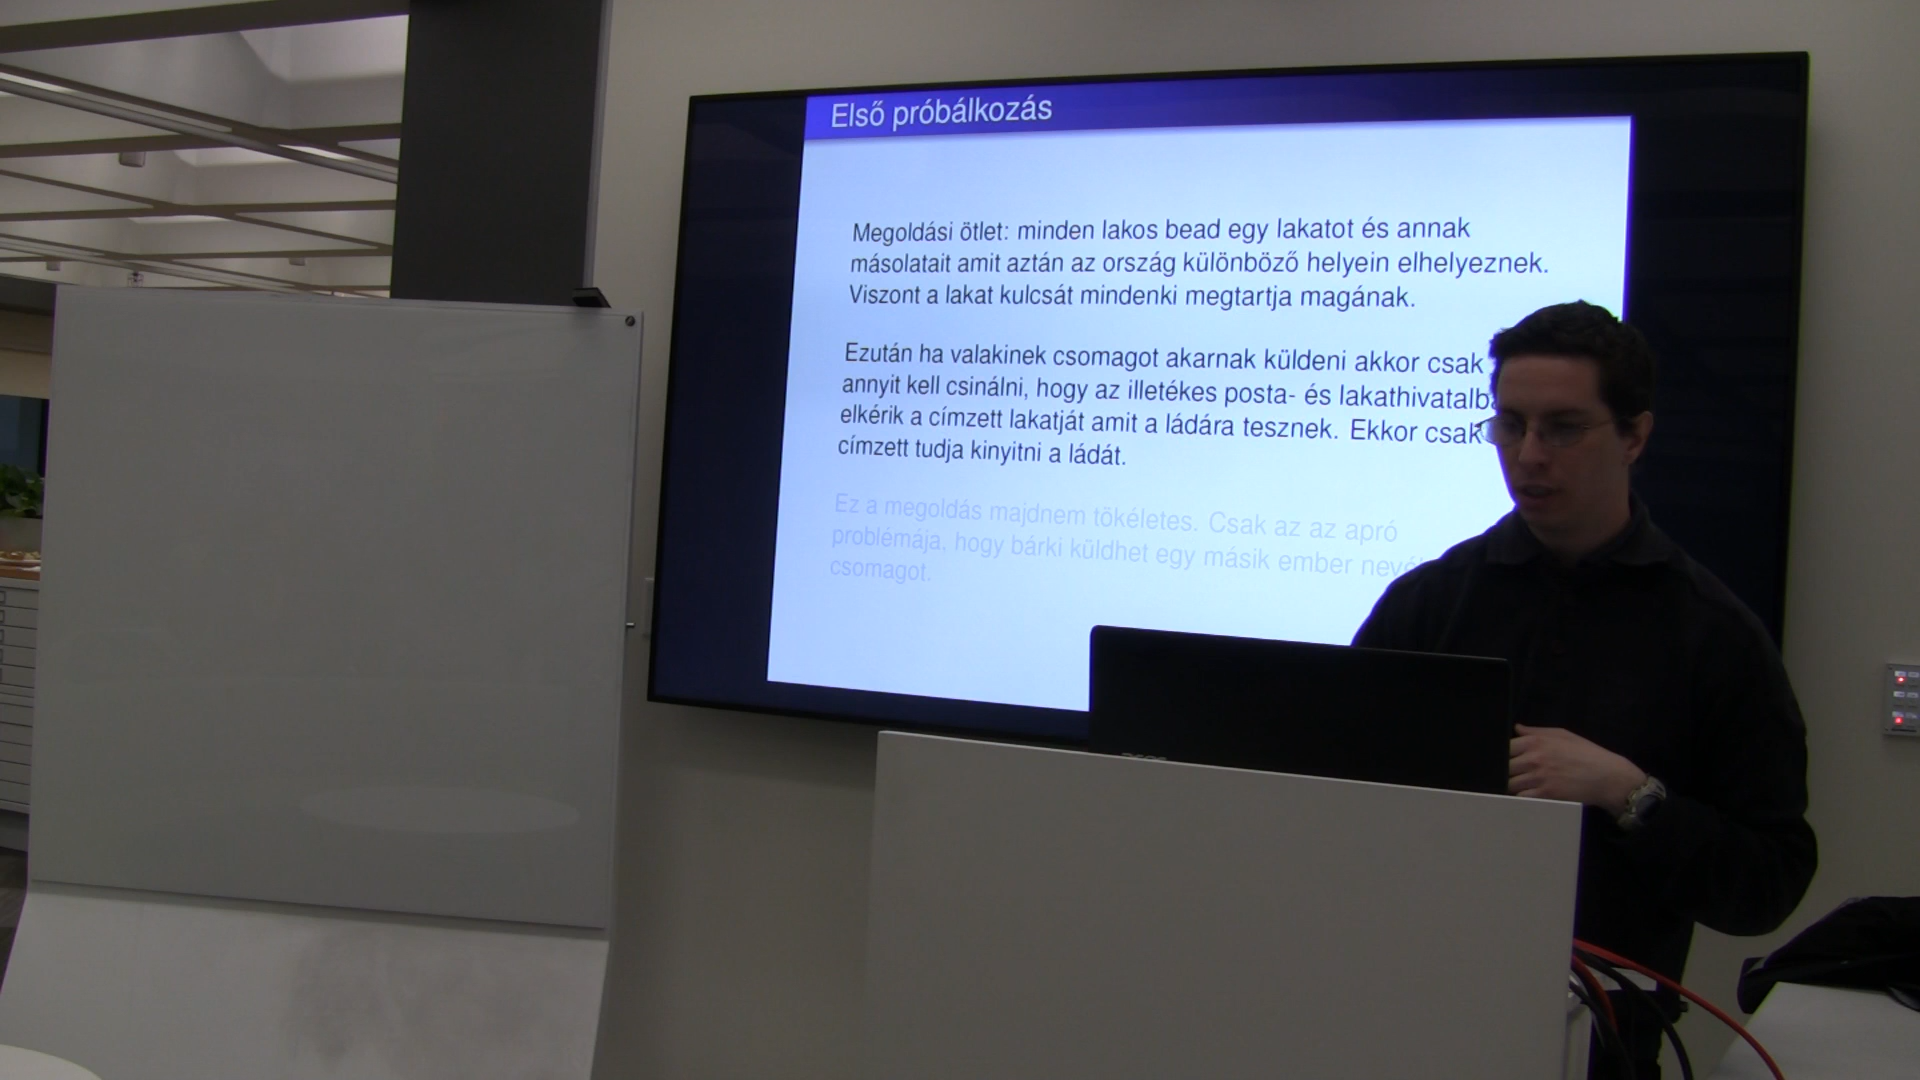 Első próbálkozás
Megoldási ötlet: minden lakos bead egy lakatot és annak
másolatait amit aztán az ország különböző helyein elhelyeznek.
Viszont a lakat kulcsát mindenki megtartja magának.
Ezután ha valakinek csomagot akarnak küldeni akkor csak
annyit kell csinálni, hogy az illetékes posta- és lakathivatalb
elkérik a címzett lakatját amit a ládára tesznek. Ekkor csak
címzett tudja kinyitni a ládát.
Ez a megoldás majdnem tökéletes. Csak az az apró
problémája, hogy bárki küldhet egy másik ember
csomagot.